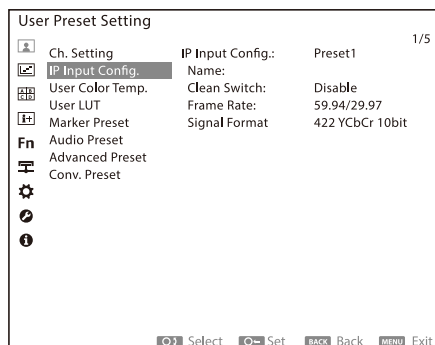 User Preset Setting
1/5
Ch. Setting IP Input Config.: Preset1
IP Input Config. Name:
User Color Temp. Clean Switch: Disable
User LUT Frame Rate: 59.94/29.97
Marker Preset Signal Format 422 YCbCr 10bit
Fn Audio Preset
Advanced Preset
Conv. Preset
Select Set BACK Back MENU Exit